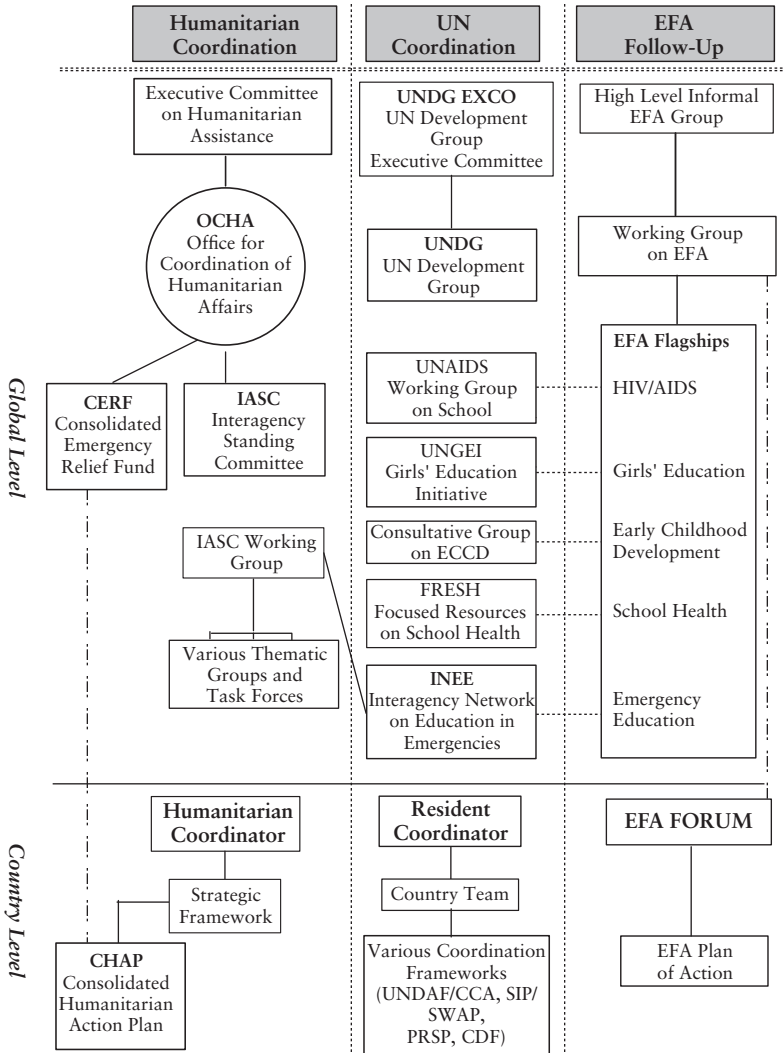 Humanitarian
Coordination
UN
Coordination
EFA
Follow-Up
Global Level
Executive Committee
on Humanitarian
Assistance
OCHA
Office for
Coordination of
Humanitarian
Affairs
CERF
Consolidated
Emergency
Relief Fund
IASC
Interagency
Standing
Committee
IASC Working
Group
Various Thematic
Groups and
Task Forces
UNDG EXCO
UN Development
Group
Executive Committee
UNDG
UN Development
Group
UNAIDS
Working Group
on School
UNGEI
Girls' Education
Initiative
Consultative Group
on ECCD
FRESH
Focused Resources
on School Health
INEE
Interagency Network
on Education in
Emergencies
High Level Informal
EFA Group
Working Group
on EFA
EFA Flagships
HIV/AIDS
Girls' Education
Early Childhood
Development
School Health
Emergency
Education
Country Level
Humanitarian
Coordinator
Strategic
Framework
CHAP
Consolidated
Humanitarian
Action Plan
Resident
Coordinator
Country Team
Various Coordination
Frameworks
(UNDAF/CCA, SIP/
SWAP,
PRSP, CDF)
EFA FORUM
EFA Plan
of Action